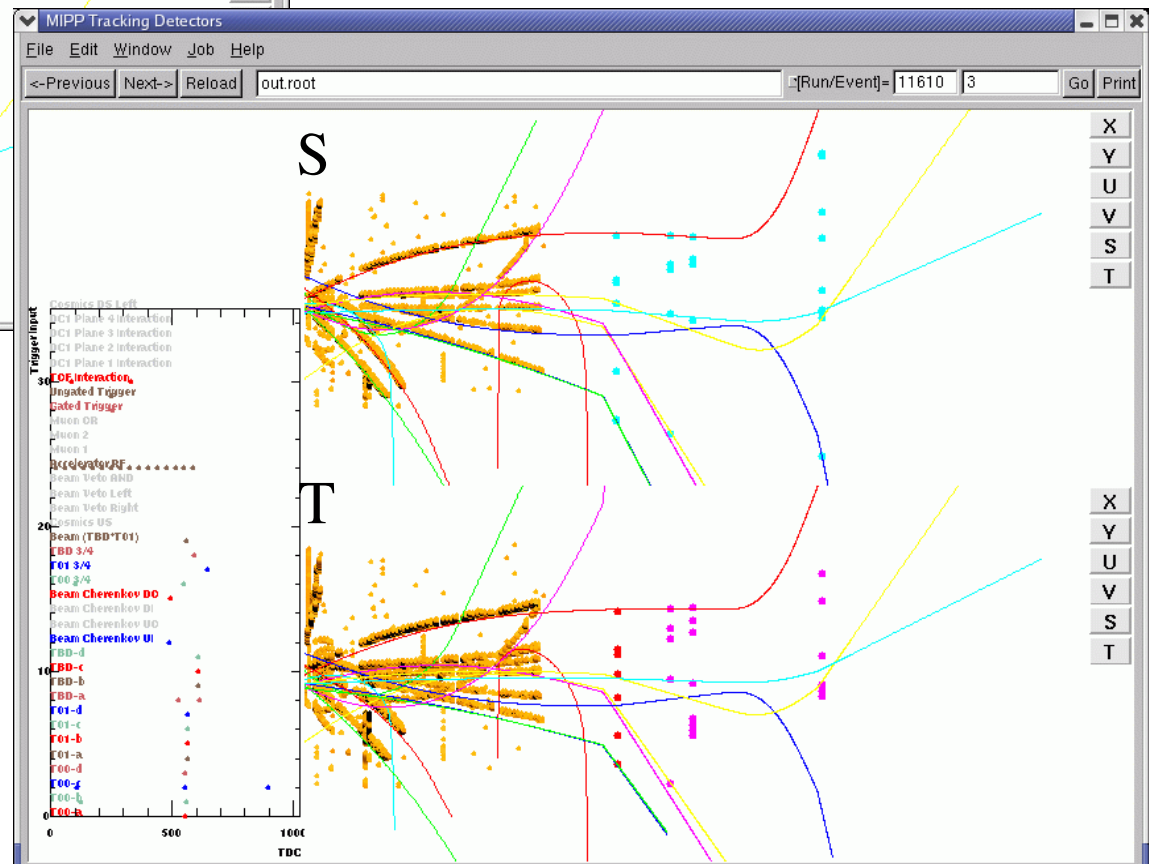 MIPP Tracking Detectors
File Edit Window Job Help
<-Previous Next-> Reload out.root [Run/Event]= 11610 3 Go Print
S
X
Y
U
V
S
T
Cosmics DS Left
DC1 Plane 4 Interaction
DC1 Plane 3 Interaction
DC1 Plane 2 Interaction
DC1 Plane 1 Interaction
Trigger Input
30
TOF Interaction
Ungated Trigger
Gated Trigger
Muon OR
Muon 2
Muon 1
Accelerator RF
Beam Veto AND
Beam Veto Left
Beam Veto Right
Cosmics US
20
Beam (TBD*T01)
TBD 3/4
T01 3/4
T00 3/4
Beam Cherenkov DO
Beam Cherenkov DI
Beam Cherenkov UO
Beam Cherenkov UI
TBD-d
10
TBD-c
TBD-b
TBD-a
T01-d
T01-c
T01-b
T01-a
T00-d
T00-c
T00-b
0
T00-a
0 500 1000
TDC
T
X
Y
U
V
S
T